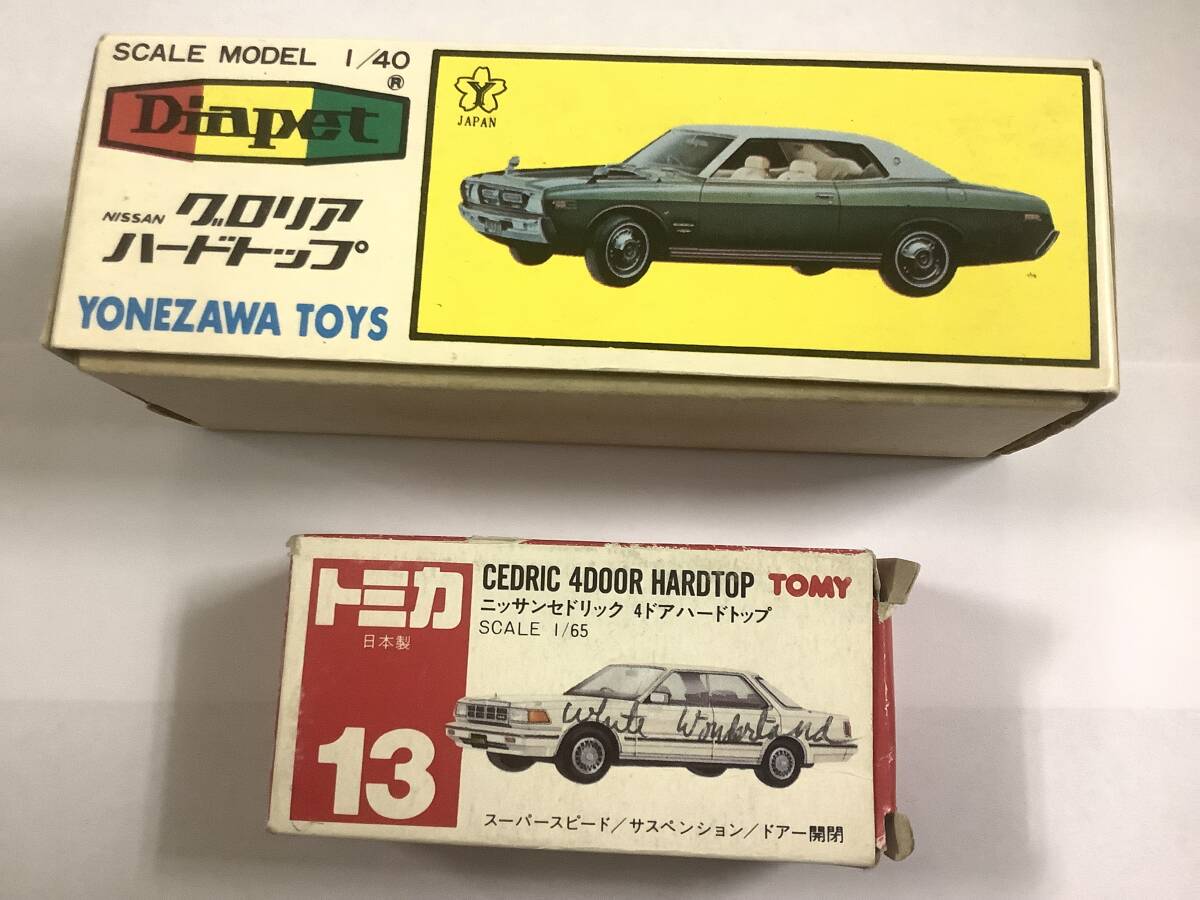 SCALE MODEL 1/40
Diapet ®
NISSAN グロリア
ハードトップ
YONEZAWA TOYS
Y
JAPAN
トミカ
日本製
13
CEDRIC 4DOOR HARDTOP TOMY
ニッサンセドリック 4ドアハードトップ
SCALE 1/65
White Wonderland
スーパースピード/サスペンション/ドアー開閉